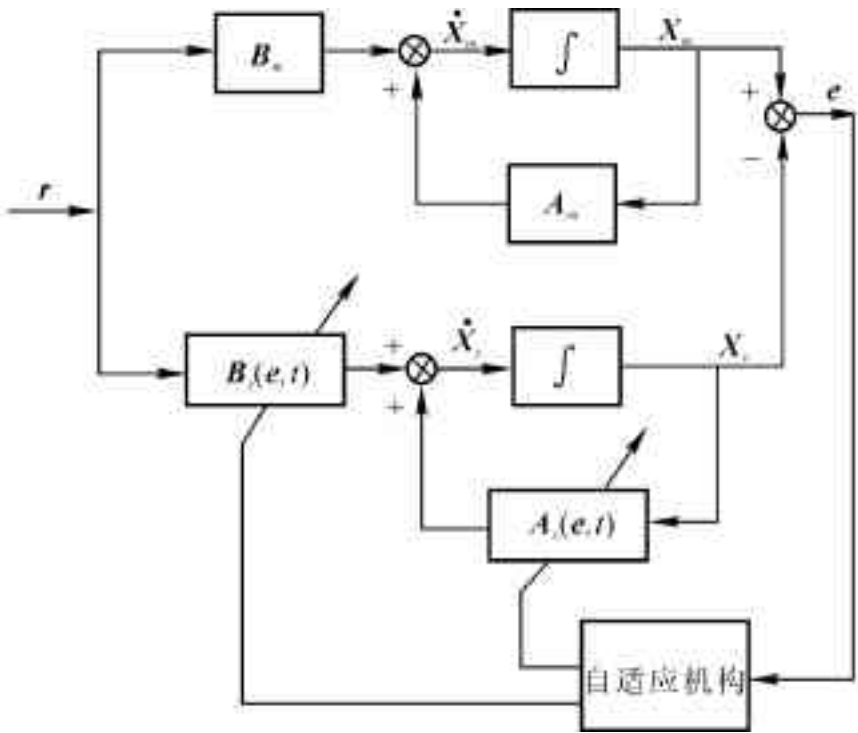 Bₘ
+
Ẋₘ
∫
Xₘ
+
e
−
r
Aₘ
Bₛ(e,t)
+
+
Ẋₛ
∫
Xₛ
Aₛ(e,t)
自适应机构